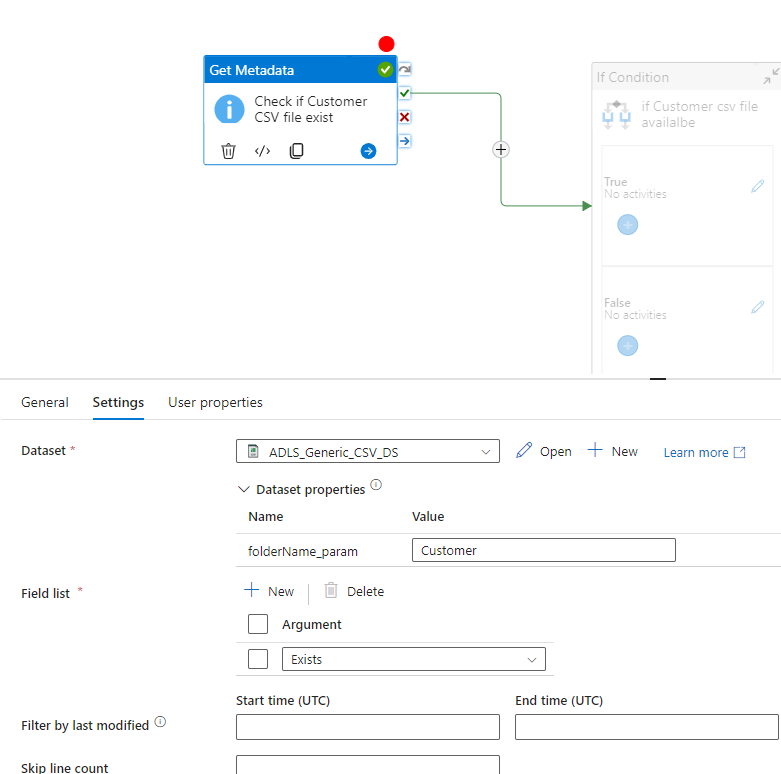 Get Metadata
Check if Customer
CSV file exist
If Condition
if Customer csv file
availalbe
True
No activities
False
No activities
General Settings User properties
Dataset * ADLS_Generic_CSV_DS Open New Learn more
Dataset properties
Name Value
folderName_param Customer
Field list * New Delete
Argument
Exists
Start time (UTC) End time (UTC)
Filter by last modified
Skip line count